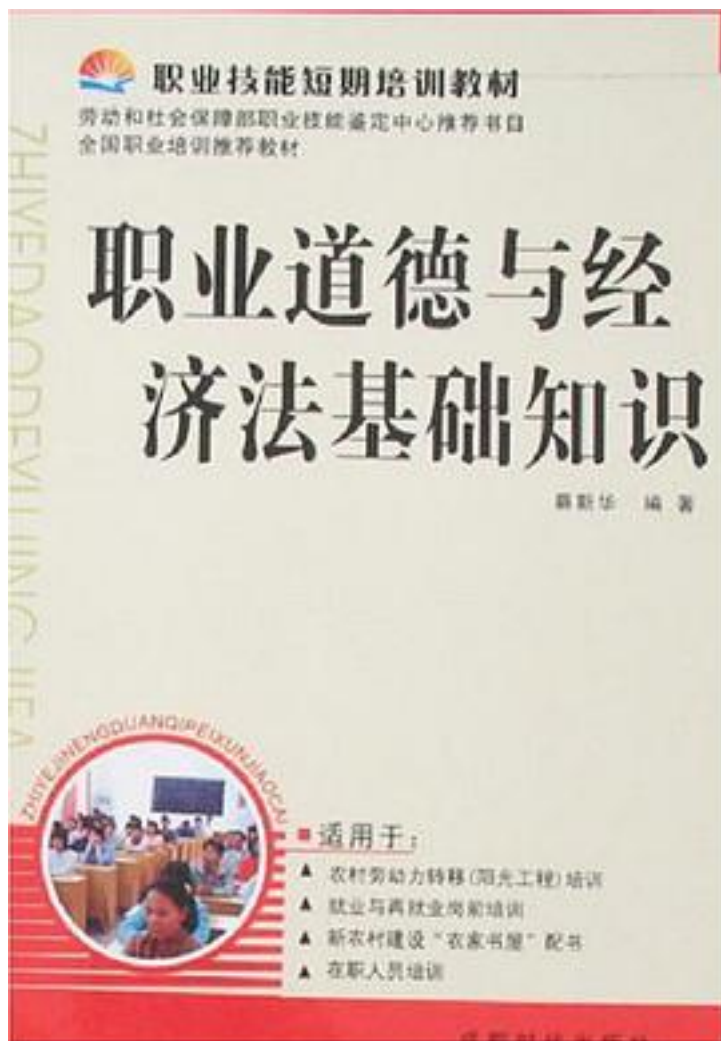 职业技能短期培训教材
劳动和社会保障部职业技能鉴定中心推荐书目
全国职业培训推荐教材
职业道德与经
济法基础知识
编著
ZHIYEJINENGDUANQIPEIXUNJIAOCAI
适用于：
农村劳动力转移(阳光工程)培训
就业与再就业岗前培训
新农村建设“农家书屋”配书
在职人员培训